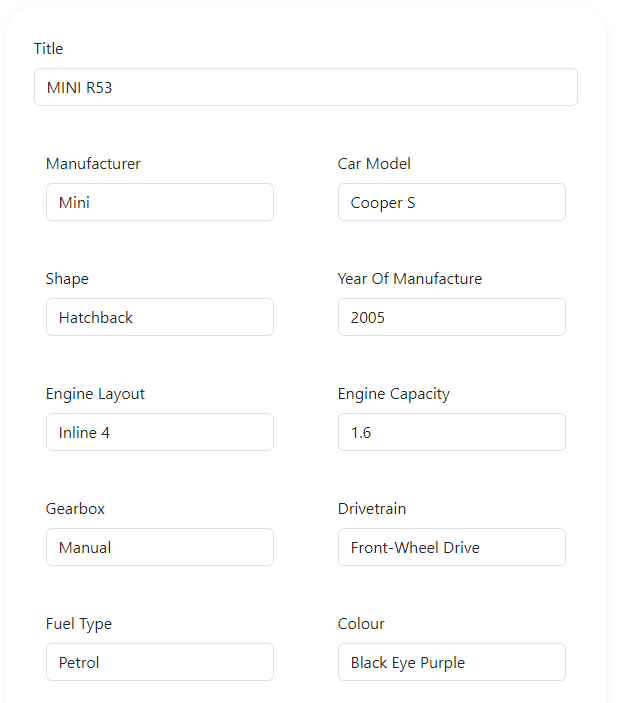 Title
MINI R53
Manufacturer
Car Model
Mini
Cooper S
Shape
Year Of Manufacture
Hatchback
2005
Engine Layout
Engine Capacity
Inline 4
1.6
Gearbox
Drivetrain
Manual
Front-Wheel Drive
Fuel Type
Colour
Petrol
Black Eye Purple